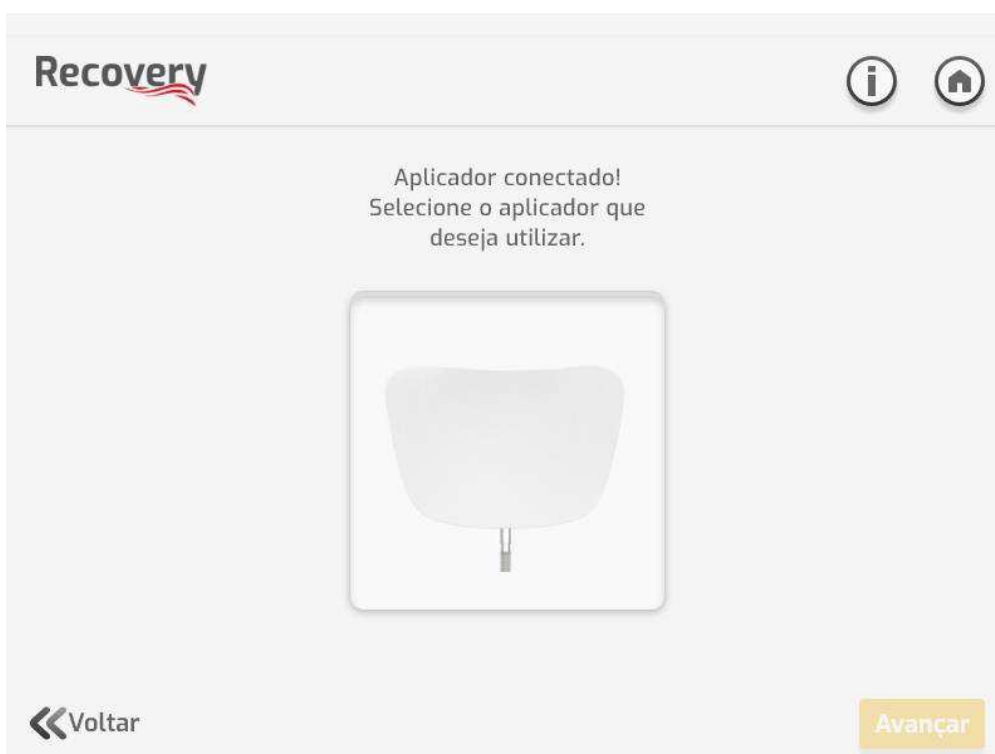 Recovery
Aplicador conectado!
Selecione o aplicador que
deseja utilizar.
Voltar
Avançar